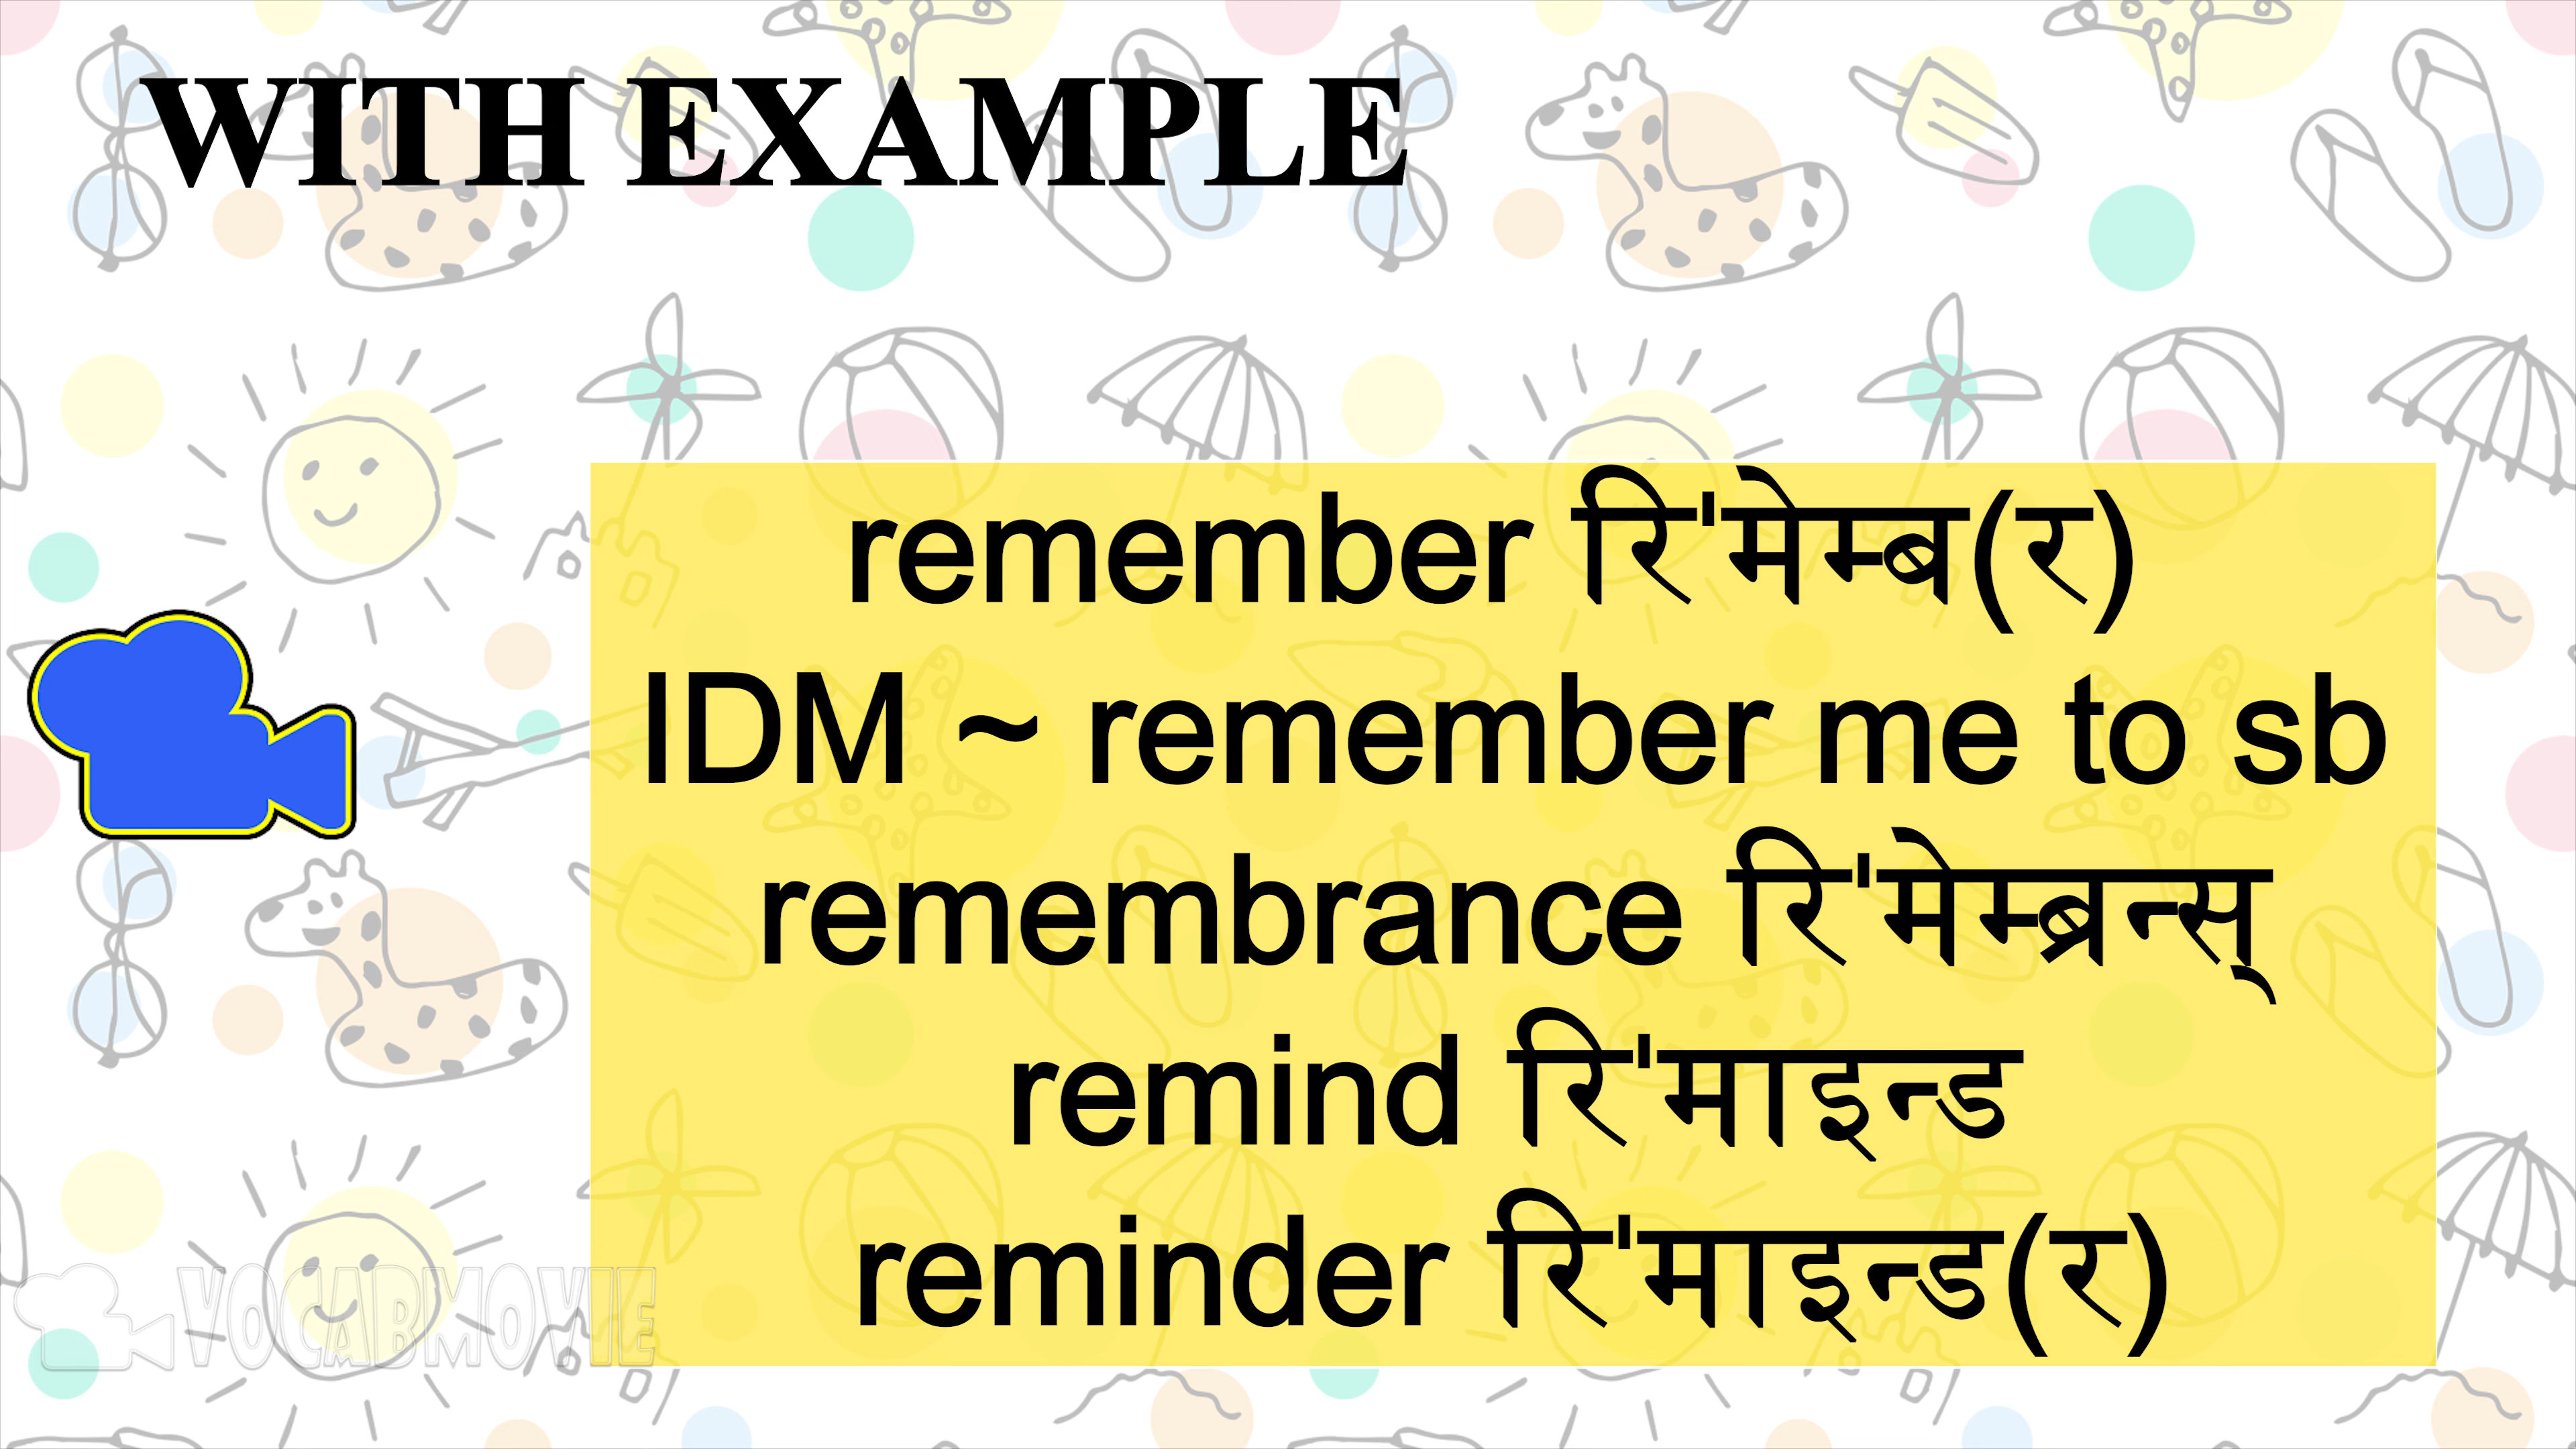 WITH EXAMPLE
remember रि'मेम्ब(र)
IDM ~ remember me to sb
remembrance रि'मेम्ब्रन्स्
remind रि'माइन्ड
reminder रि'माइन्ड(र)
VOCABMOVIE